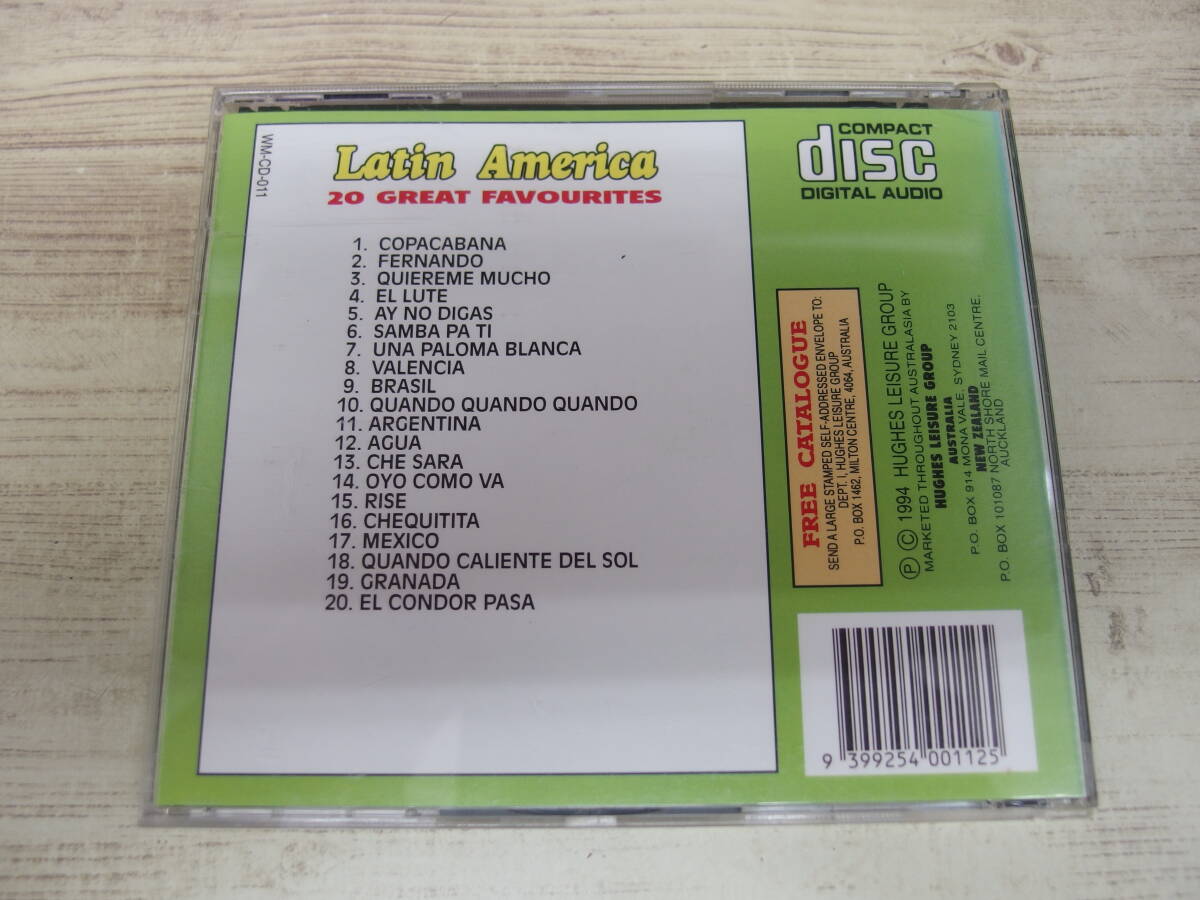 WM-CD-011
Latin America
20 GREAT FAVOURITES
1. COPACABANA
2. FERNANDO
3. QUIEREME MUCHO
4. EL LUTE
5. AY NO DIGAS
6. SAMBA PA TI
7. UNA PALOMA BLANCA
8. VALENCIA
9. BRASIL
10. QUANDO QUANDO QUANDO
11. ARGENTINA
12. AGUA
13. CHE SARA
14. OYO COMO VA
15. RISE
16. CHEQUITITA
17. MEXICO
18. QUANDO CALIENTE DEL SOL
19. GRANADA
20. EL CONDOR PASA
COMPACT
disc
DIGITAL AUDIO
FREE CATALOGUE
SEND A LARGE STAMPED SELF-ADDRESSED ENVELOPE TO:
DEPT. I, HUGHES LEISURE GROUP
P.O. BOX 1462, MILTON CENTRE, 4064, AUSTRALIA
Ⓟ © 1994 HUGHES LEISURE GROUP
MARKETED THROUGHOUT AUSTRALASIA BY
HUGHES LEISURE GROUP
AUSTRALIA
P.O. BOX 914 MONA VALE, SYDNEY 2103
NEW ZEALAND
P.O. BOX 101087 NORTH SHORE MAIL CENTRE,
AUCKLAND
9 399254 001125